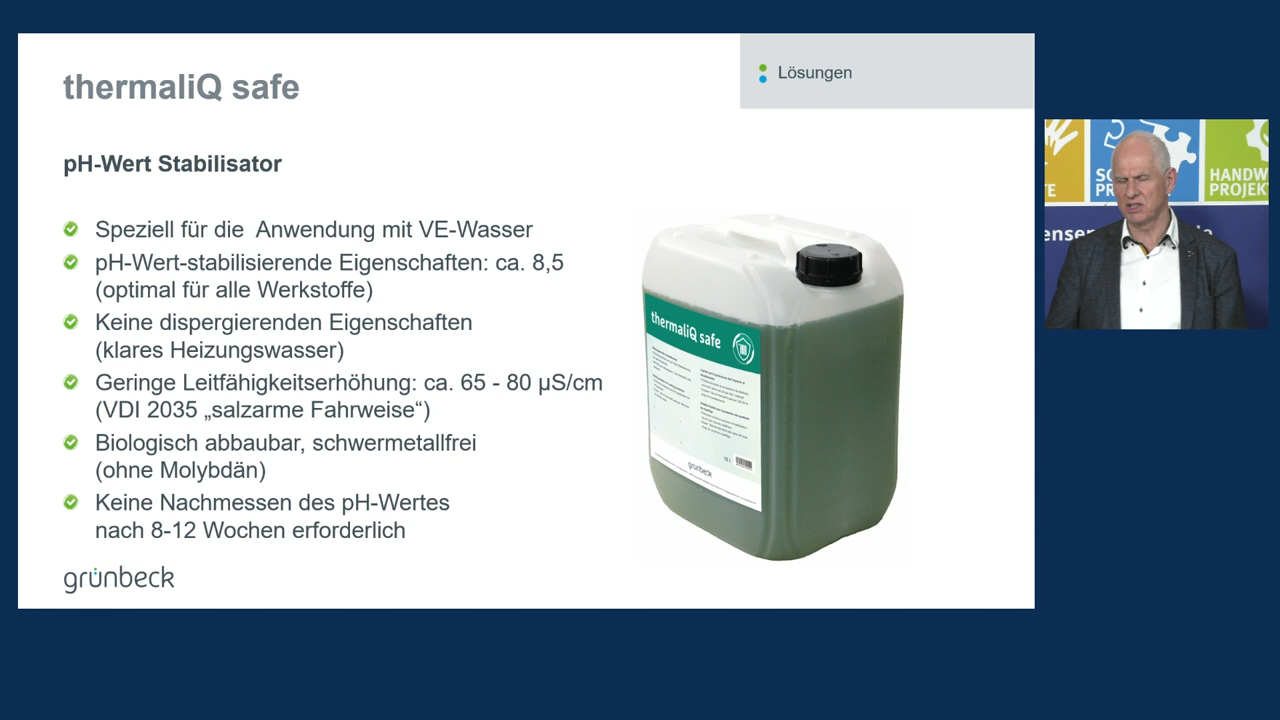 thermaliQ safe
Lösungen
pH-Wert Stabilisator
Speziell für die Anwendung mit VE-Wasser
pH-Wert-stabilisierende Eigenschaften: ca. 8,5
(optimal für alle Werkstoffe)
Keine dispergierenden Eigenschaften
(klares Heizungswasser)
Geringe Leitfähigkeitserhöhung: ca. 65 - 80 µS/cm
(VDI 2035 „salzarme Fahrweise“)
Biologisch abbaubar, schwermetallfrei
(ohne Molybdän)
Keine Nachmessen des pH-Wertes
nach 8-12 Wochen erforderlich
grünbeck
thermaliQ safe
grünbeck
HANDW
PROJEK